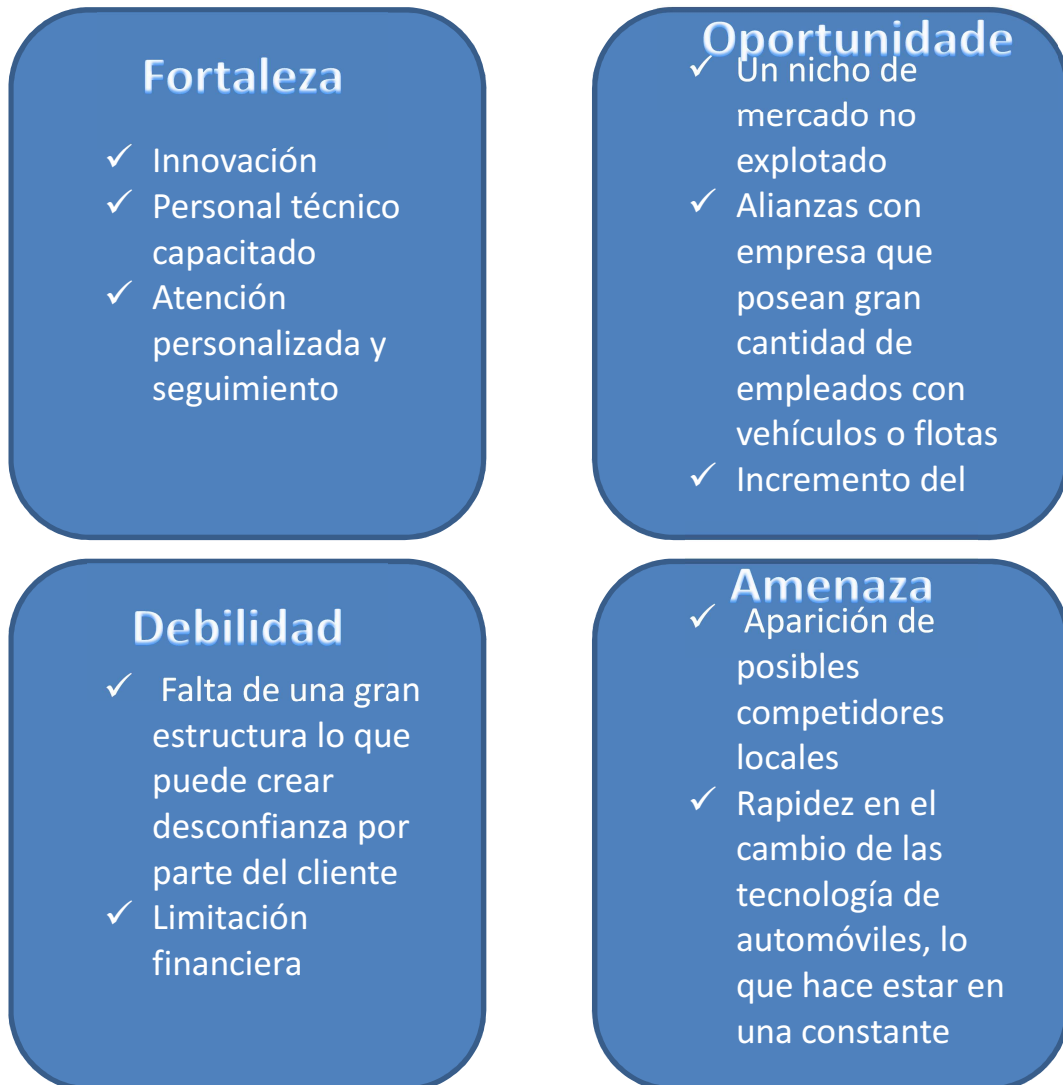 Fortaleza
✓ Innovación
✓ Personal técnico
capacitado
✓ Atención
personalizada y
seguimiento
Oportunidade
✓ Un nicho de
mercado no
explotado
✓ Alianzas con
empresa que
posean gran
cantidad de
empleados con
vehículos o flotas
✓ Incremento del
Debilidad
✓ Falta de una gran
estructura lo que
puede crear
desconfianza por
parte del cliente
✓ Limitación
financiera
Amenaza
✓ Aparición de
posibles
competidores
locales
✓ Rapidez en el
cambio de las
tecnología de
automóviles, lo
que hace estar en
una constante